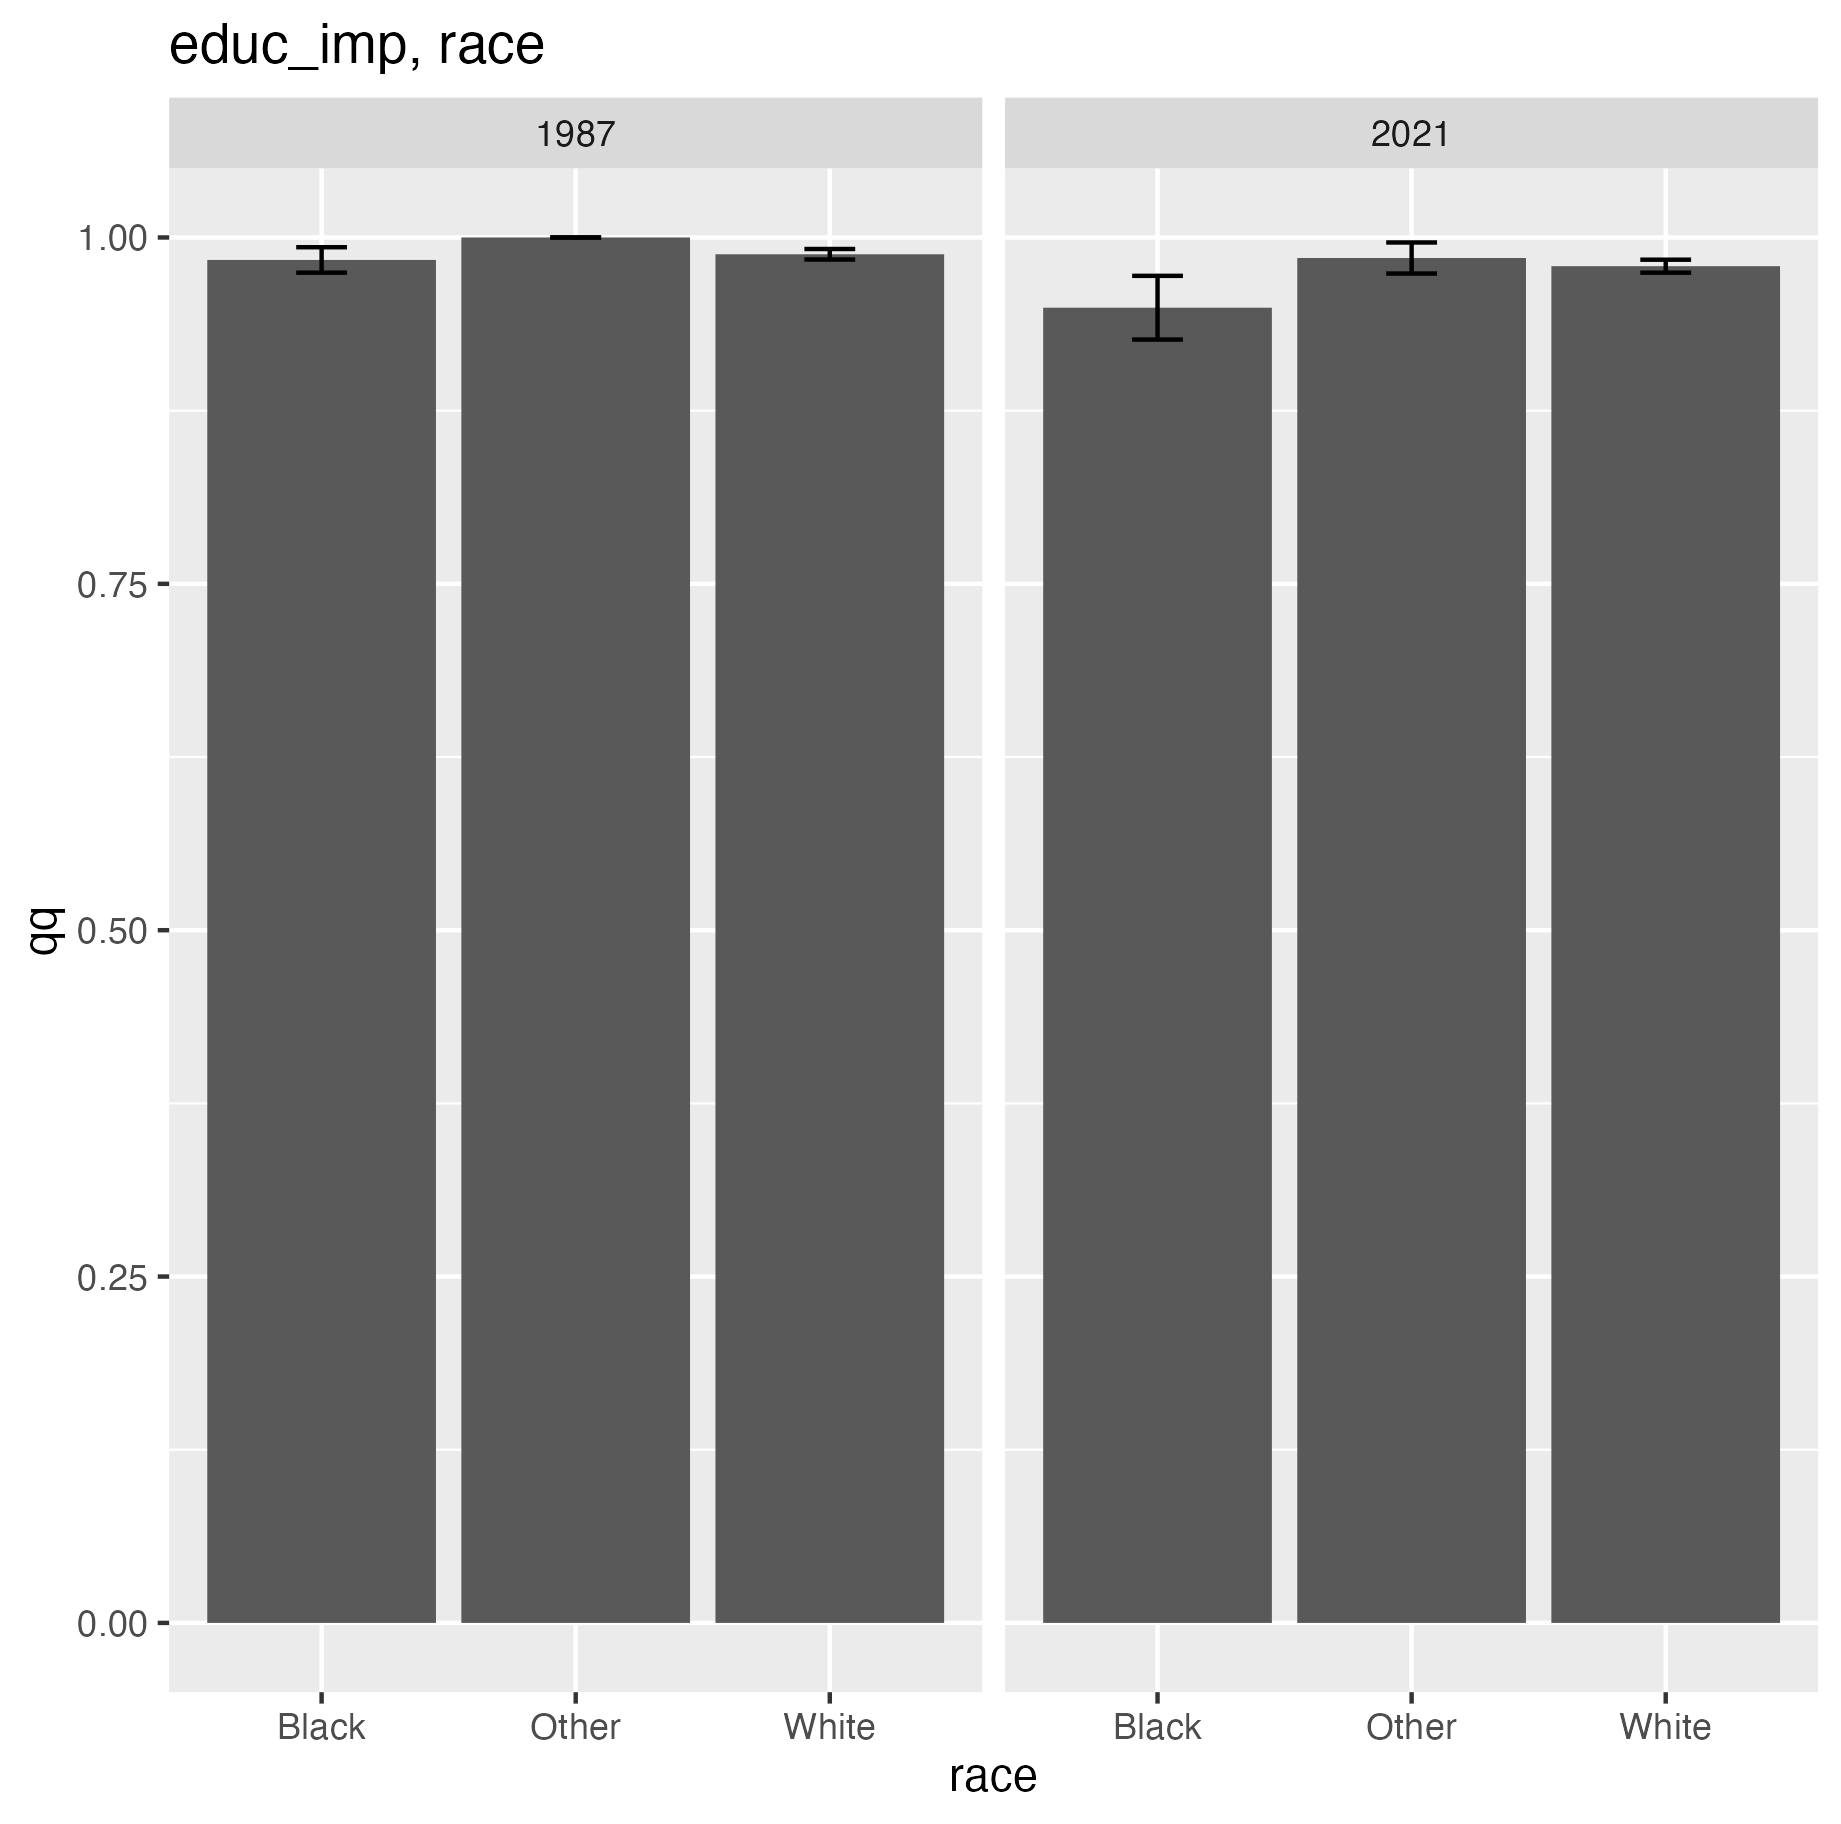 educ_imp, race
1987
2021
1.00
0.75
0.50
0.25
0.00
qq
Black
Other
White
Black
Other
White
race